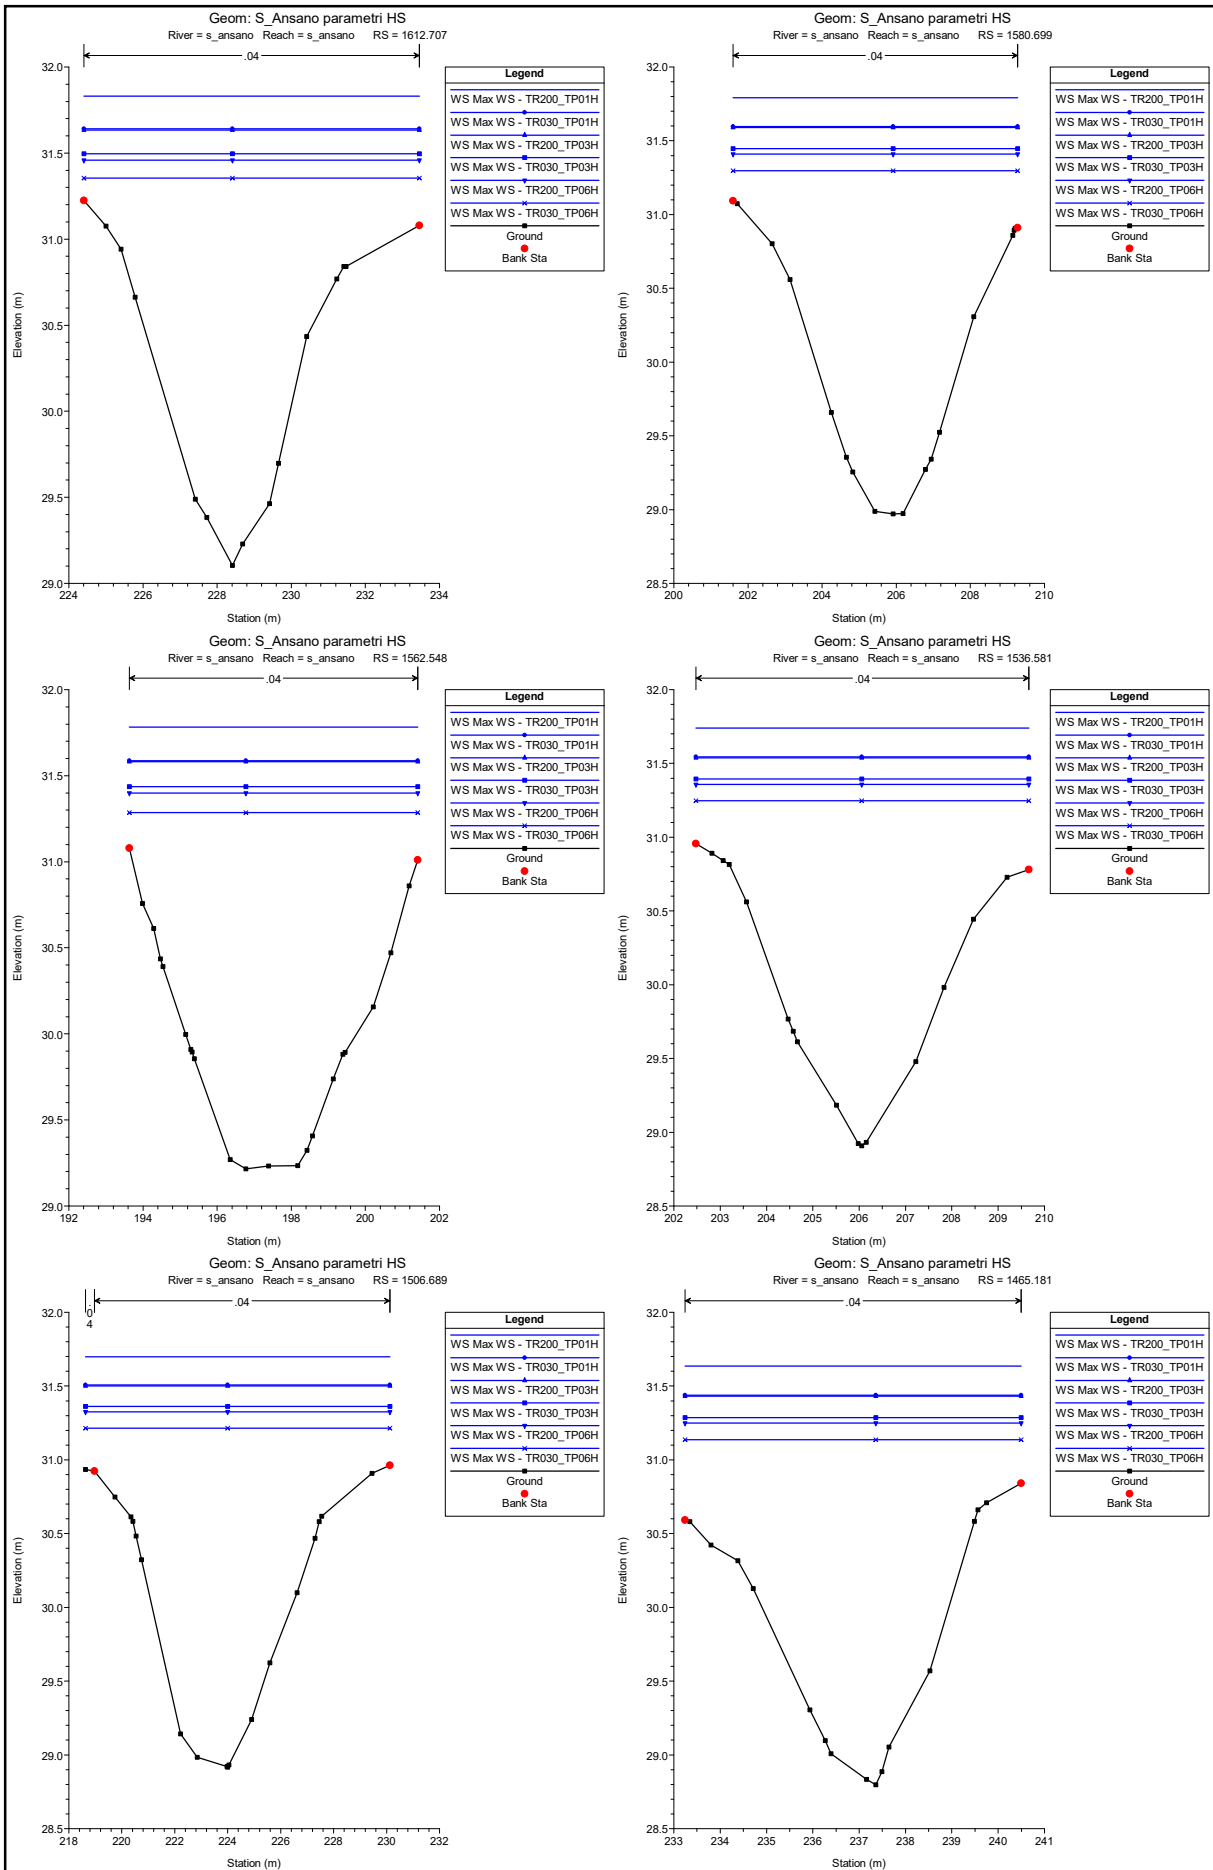 Geom: S_Ansano parametri HS
River = s_ansano Reach = s_ansano RS = 1612.707
.04
32.0
31.5
31.0
30.5
30.0
29.5
29.0
224
226
228
230
232
234
Elevation (m)
Station (m)
Legend
WS Max WS - TR200_TP01H
WS Max WS - TR030_TP01H
WS Max WS - TR200_TP03H
WS Max WS - TR030_TP03H
WS Max WS - TR200_TP06H
WS Max WS - TR030_TP06H
Ground
Bank Sta
Geom: S_Ansano parametri HS
River = s_ansano Reach = s_ansano RS = 1580.699
.04
32.0
31.5
31.0
30.5
30.0
29.5
29.0
28.5
200
202
204
206
208
210
Elevation (m)
Station (m)
Legend
WS Max WS - TR200_TP01H
WS Max WS - TR030_TP01H
WS Max WS - TR200_TP03H
WS Max WS - TR030_TP03H
WS Max WS - TR200_TP06H
WS Max WS - TR030_TP06H
Ground
Bank Sta
Geom: S_Ansano parametri HS
River = s_ansano Reach = s_ansano RS = 1562.548
.04
32.0
31.5
31.0
30.5
30.0
29.5
29.0
192
194
196
198
200
202
Elevation (m)
Station (m)
Legend
WS Max WS - TR200_TP01H
WS Max WS - TR030_TP01H
WS Max WS - TR200_TP03H
WS Max WS - TR030_TP03H
WS Max WS - TR200_TP06H
WS Max WS - TR030_TP06H
Ground
Bank Sta
Geom: S_Ansano parametri HS
River = s_ansano Reach = s_ansano RS = 1536.581
.04
32.0
31.5
31.0
30.5
30.0
29.5
29.0
28.5
202
203
204
205
206
207
208
209
210
Elevation (m)
Station (m)
Legend
WS Max WS - TR200_TP01H
WS Max WS - TR030_TP01H
WS Max WS - TR200_TP03H
WS Max WS - TR030_TP03H
WS Max WS - TR200_TP06H
WS Max WS - TR030_TP06H
Ground
Bank Sta
Geom: S_Ansano parametri HS
River = s_ansano Reach = s_ansano RS = 1506.689
.04
.04
32.0
31.5
31.0
30.5
30.0
29.5
29.0
28.5
218
220
222
224
226
228
230
232
Elevation (m)
Station (m)
Legend
WS Max WS - TR200_TP01H
WS Max WS - TR030_TP01H
WS Max WS - TR200_TP03H
WS Max WS - TR030_TP03H
WS Max WS - TR200_TP06H
WS Max WS - TR030_TP06H
Ground
Bank Sta
Geom: S_Ansano parametri HS
River = s_ansano Reach = s_ansano RS = 1465.181
.04
32.0
31.5
31.0
30.5
30.0
29.5
29.0
28.5
233
234
235
236
237
238
239
240
241
Elevation (m)
Station (m)
Legend
WS Max WS - TR200_TP01H
WS Max WS - TR030_TP01H
WS Max WS - TR200_TP03H
WS Max WS - TR030_TP03H
WS Max WS - TR200_TP06H
WS Max WS - TR030_TP06H
Ground
Bank Sta